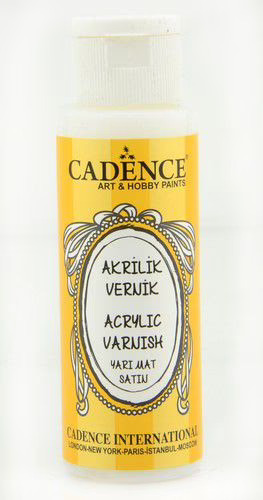 CADENCE®
ART & HOBBY PAINTS
AKRİLİK
VERNİK
ACRYLIC
VARNISH
YARI MAT
SATIN
CADENCE INTERNATIONAL
LONDON-NEW YORK-PARIS-İSTANBUL-MOSCOW